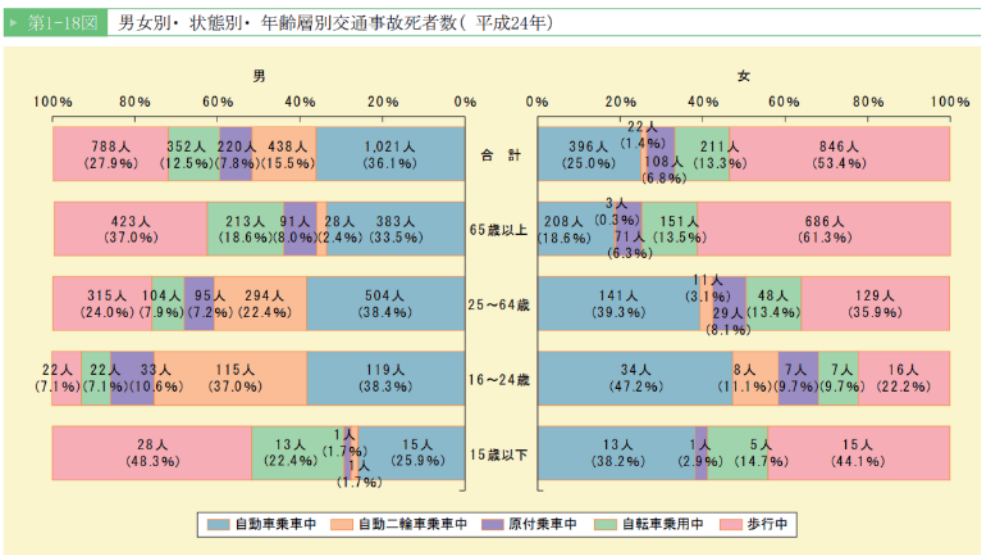 第1-18図 男女別・状態別・年齢層別交通事故死者数( 平成24年)
男 女
100% 80% 60% 40% 20% 0% 0% 20% 40% 60% 80% 100%
788人 352人 220人 438人 1,021人 合 計 396人 22人 108人 211人 846人
(27.9%) (12.5%) (7.8%) (15.5%) (36.1%) (25.0%) (1.4%) (6.8%) (13.3%) (53.4%)
423人 213人 91人 28人 383人 65歳以上 208人 3人 71人 151人 686人
(37.0%) (18.6%) (8.0%) (2.4%) (33.5%) (18.6%) (0.3%) (6.3%) (13.5%) (61.3%)
315人 104人 95人 294人 504人 25～64歳 141人 11人 29人 48人 129人
(24.0%) (7.9%) (7.2%) (22.4%) (38.4%) (39.3%) (3.1%) (8.1%) (13.4%) (35.9%)
22人 22人 33人 115人 119人 16～24歳 34人 8人 7人 7人 16人
(7.1%) (7.1%) (10.6%) (37.0%) (38.3%) (47.2%) (11.1%) (9.7%) (9.7%) (22.2%)
28人 13人 1人 1人 15人 15歳以下 13人 1人 5人 15人
(48.3%) (22.4%) (1.7%) (1.7%) (25.9%) (38.2%) (2.9%) (14.7%) (44.1%)
自動車乗車中 自動二輪車乗車中 原付乗車中 自転車乗用中 歩行中